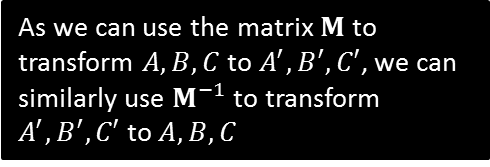 As we can use the matrix M to
transform A, B, C to A′, B′, C′, we can
similarly use M⁻¹ to transform
A′, B′, C′ to A, B, C